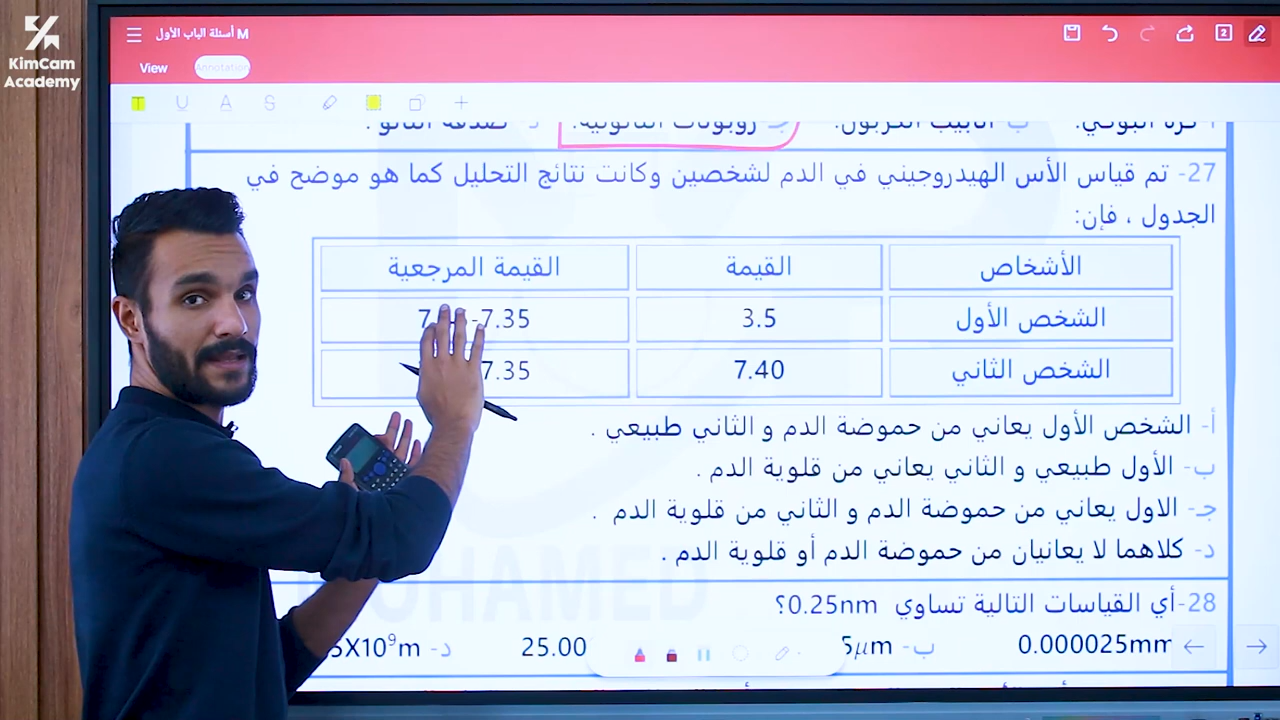 KimCam
Academy
M أسئلة الباب الأول
View
Annotation
27- تم قياس الأس الهيدروجيني في الدم لشخصين وكانت نتائج التحليل كما هو موضح في
الجدول ، فإن:
الأشخاص القيمة القيمة المرجعية
الشخص الأول 3.5 7.35
الشخص الثاني 7.40 7.35
أ- الشخص الأول يعاني من حموضة الدم و الثاني طبيعي .
ب- الأول طبيعي و الثاني يعاني من قلوية الدم .
جـ- الاول يعاني من حموضة الدم و الثاني من قلوية الدم .
د- كلاهما لا يعانيان من حموضة الدم أو قلوية الدم .
28-أي القياسات التالية تساوي 0.25nm؟
0.000025mm ب- 25.00 د-
MOHAMED